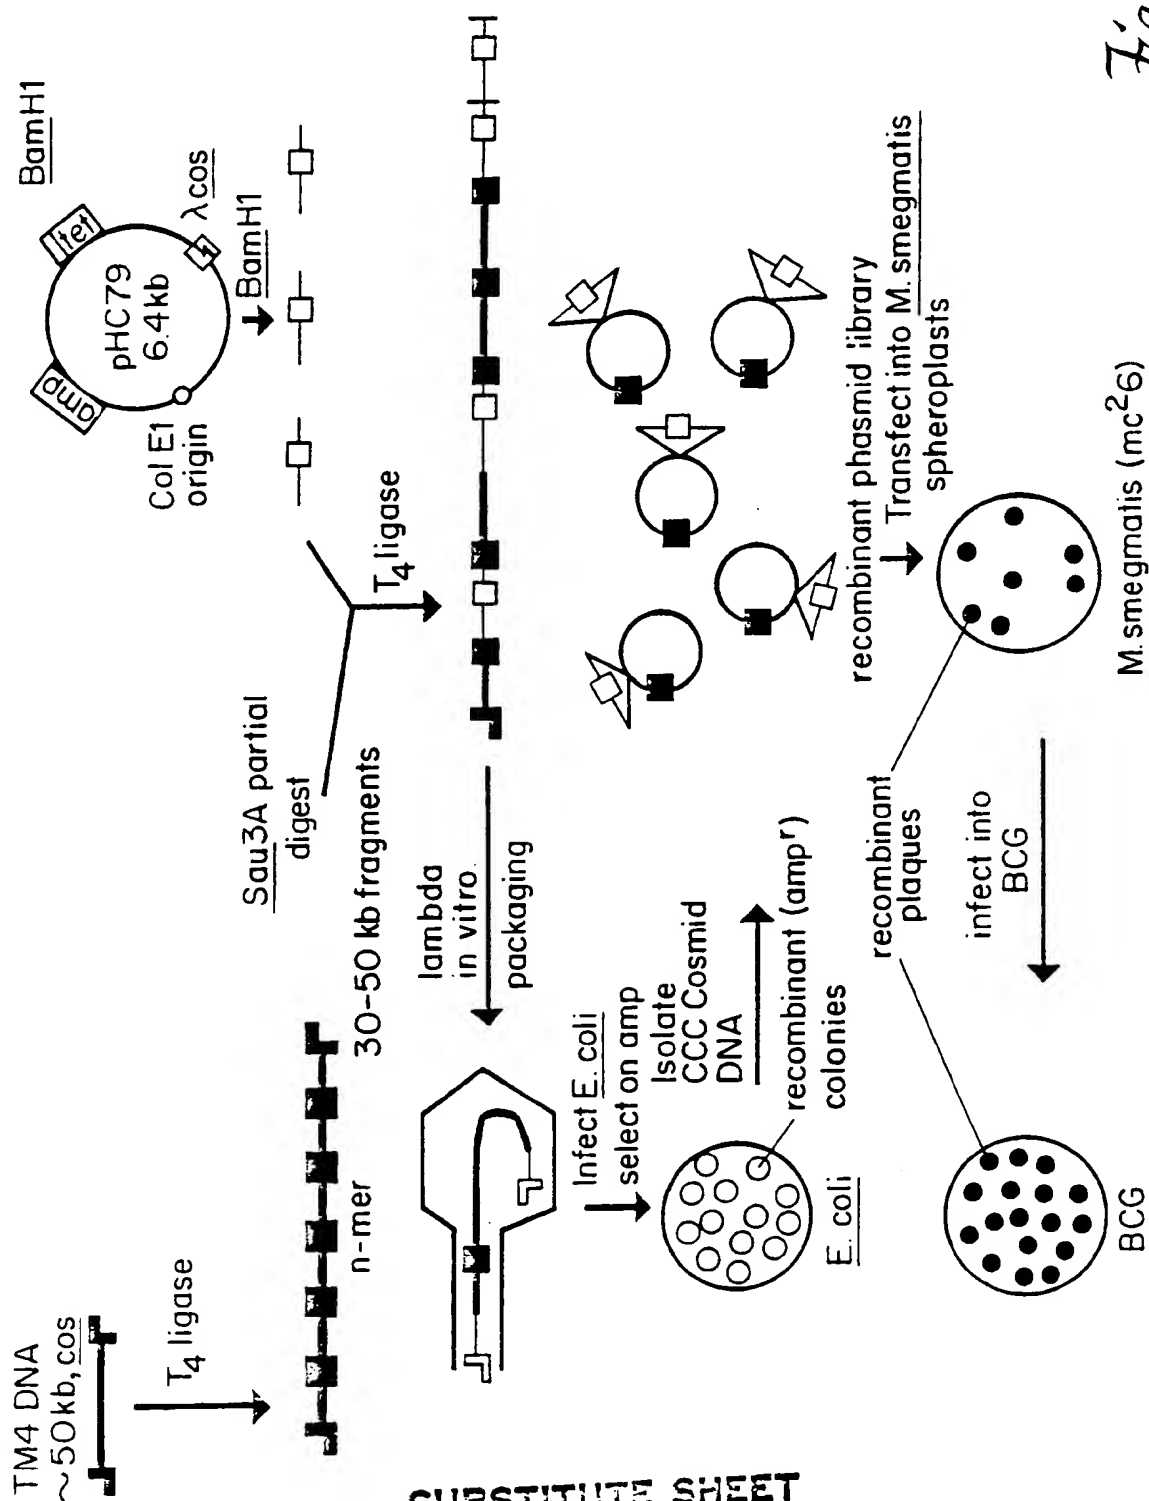 TM4 DNA
~50kb, cos
T4 ligase
n-mer
Sau3A partial
digest
30-50 kb fragments
BamH1
amp
tet
pHC79
6.4kb
λcos
Col E1
origin
BamH1
T4 ligase
lambda
in vitro
packaging
Infect E. coli
select on amp
Isolate
CCC Cosmid
DNA
recombinant (ampʳ)
colonies
E. coli
recombinant phasmid library
Transfect into M. smegmatis
spheroplasts
recombinant
plaques
infect into
BCG
M. smegmatis (mc²6)
BCG
SUBSTITUTE SHEET